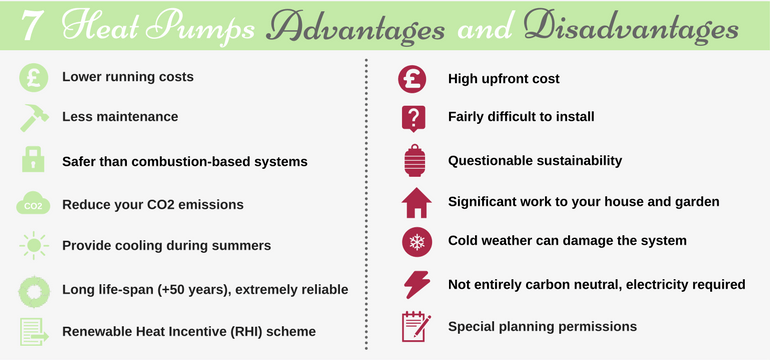 7 Heat Pumps Advantages and Disadvantages
£ Lower running costs
Less maintenance
Safer than combustion-based systems
CO2 Reduce your CO2 emissions
Provide cooling during summers
Long life-span (+50 years), extremely reliable
Renewable Heat Incentive (RHI) scheme
£ High upfront cost
? Fairly difficult to install
Questionable sustainability
Significant work to your house and garden
Cold weather can damage the system
Not entirely carbon neutral, electricity required
Special planning permissions